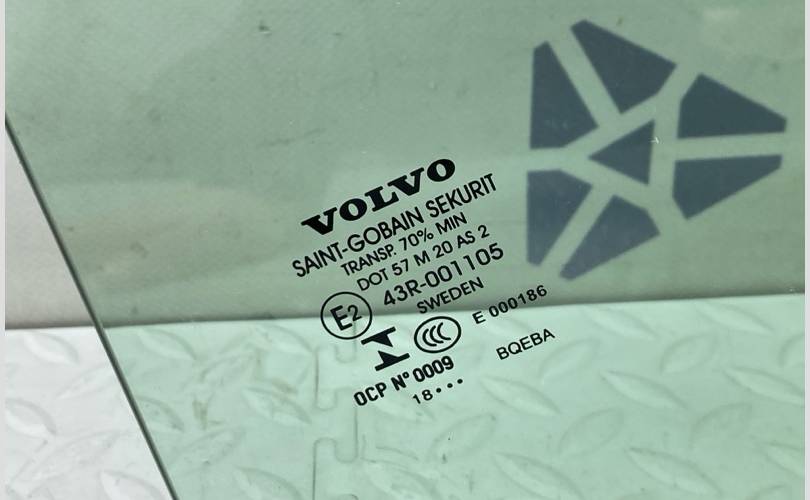 VOLVO
SAINT-GOBAIN SEKURIT
TRANSP. 70% MIN
DOT 57 M 20 AS 2
43R-001105
E2
SWEDEN
CCC
E 000186
OCP N° 0009
BQEBA
18•••